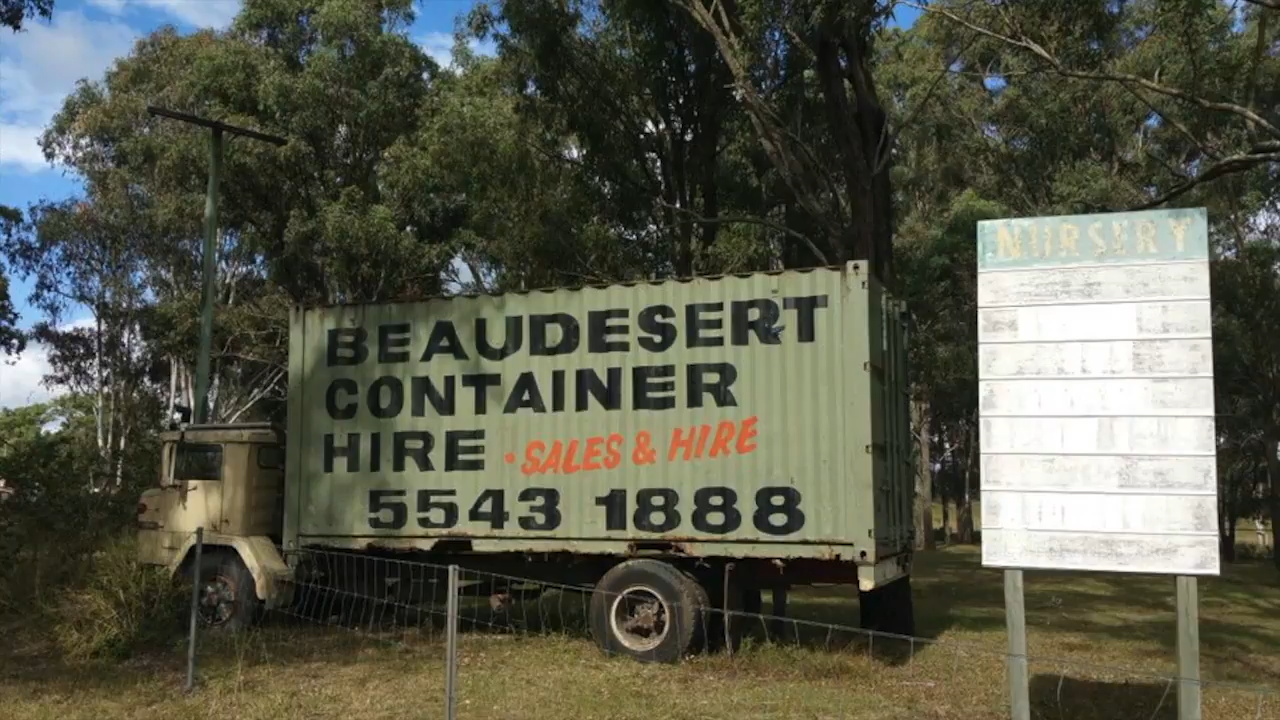 BEAUDESERT
CONTAINER
HIRE • SALES & HIRE
5543 1888
NURSERY